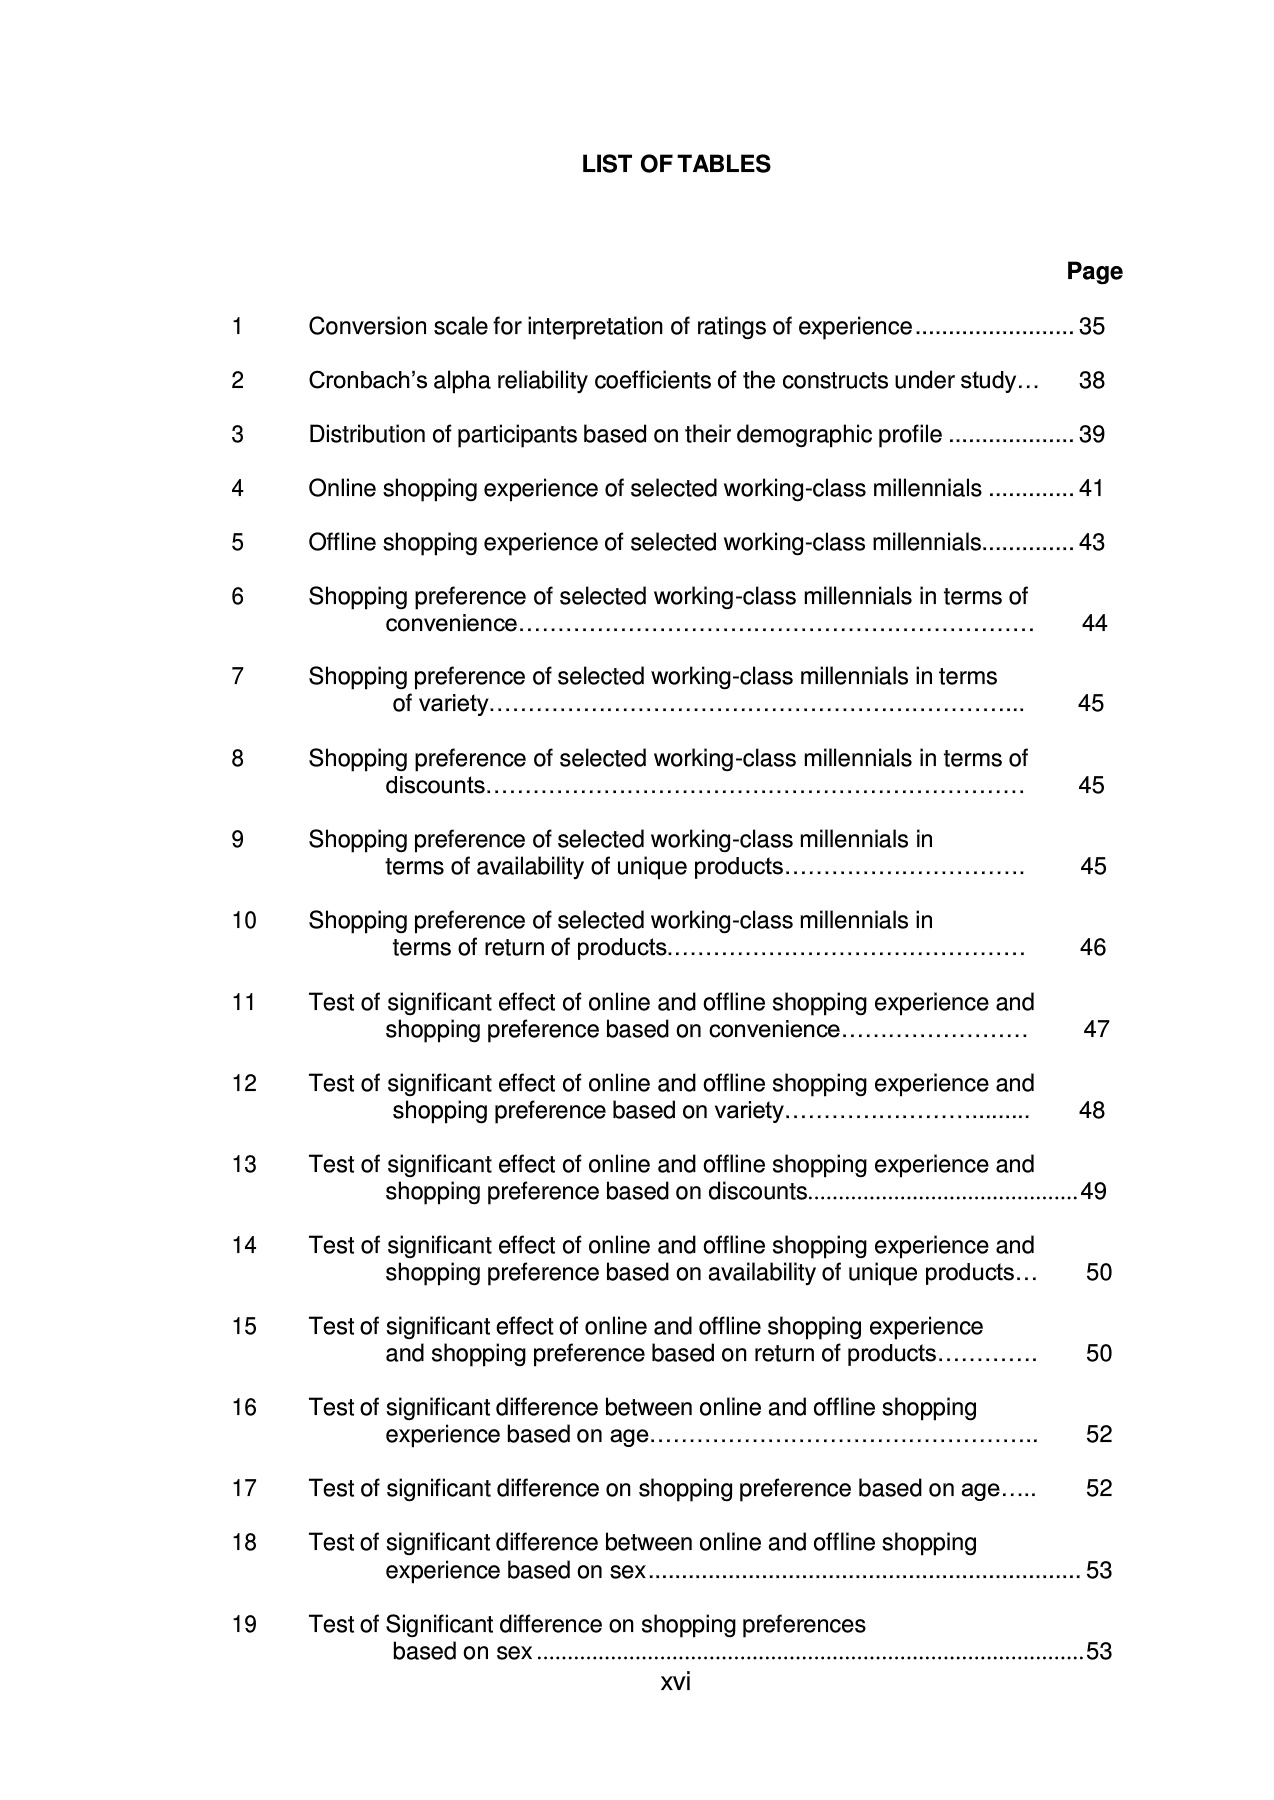 LIST OF TABLES
Page
1 Conversion scale for interpretation of ratings of experience........................ 35
2 Cronbach’s alpha reliability coefficients of the constructs under study… 38
3 Distribution of participants based on their demographic profile ................... 39
4 Online shopping experience of selected working-class millennials ............. 41
5 Offline shopping experience of selected working-class millennials.............. 43
6 Shopping preference of selected working-class millennials in terms of
convenience………………………………………………………… 44
7 Shopping preference of selected working-class millennials in terms
of variety…………………………………………………………... 45
8 Shopping preference of selected working-class millennials in terms of
discounts…………………………………………………………… 45
9 Shopping preference of selected working-class millennials in
terms of availability of unique products…………………………. 45
10 Shopping preference of selected working-class millennials in
terms of return of products……………………………………… 46
11 Test of significant effect of online and offline shopping experience and
shopping preference based on convenience…………………… 47
12 Test of significant effect of online and offline shopping experience and
shopping preference based on variety……………………......... 48
13 Test of significant effect of online and offline shopping experience and
shopping preference based on discounts............................................ 49
14 Test of significant effect of online and offline shopping experience and
shopping preference based on availability of unique products… 50
15 Test of significant effect of online and offline shopping experience
and shopping preference based on return of products…………. 50
16 Test of significant difference between online and offline shopping
experience based on age………………………………………….. 52
17 Test of significant difference on shopping preference based on age….. 52
18 Test of significant difference between online and offline shopping
experience based on sex.................................................................. 53
19 Test of Significant difference on shopping preferences
based on sex ......................................................................................... 53
xvi